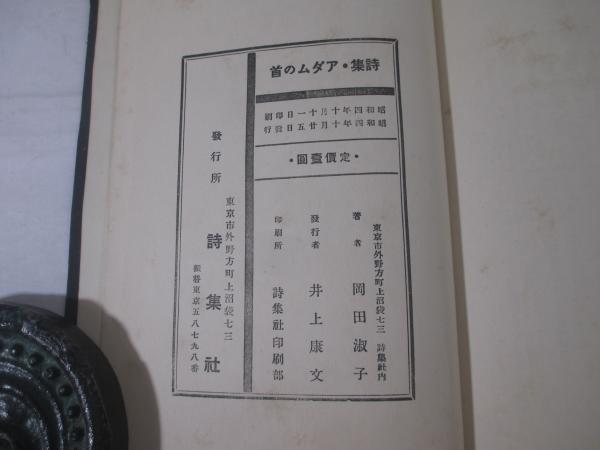 詩集・アダムの首
昭和四年十月十一日印刷
昭和四年十月廿五日發行
・定價壹圓・
東京市外野方町上沼袋七三 詩集社内
著者 岡田淑子
發行者 井上康文
印刷所 詩集社印刷部
東京市外野方町上沼袋七三
發行所 詩集社
振替東京五八七九八番